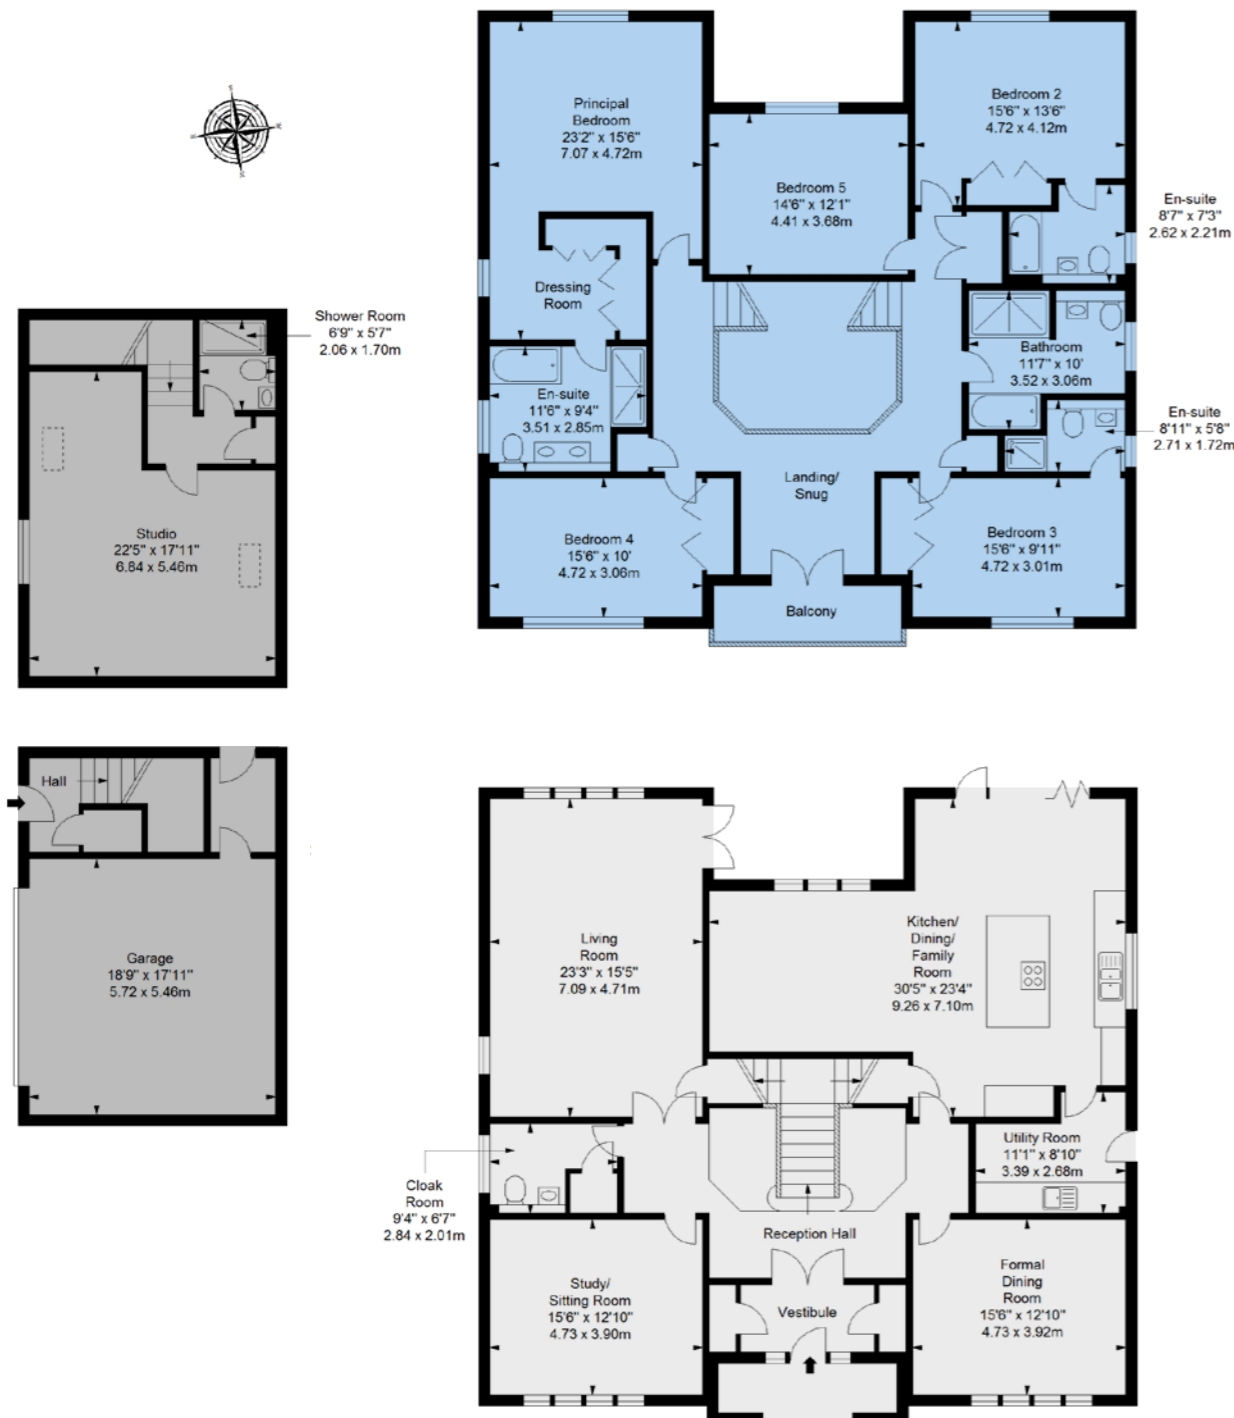 Principal
Bedroom
23'2" x 15'6"
7.07 x 4.72m
Bedroom 2
15'6" x 13'6"
4.72 x 4.12m
Bedroom 5
14'6" x 12'1"
4.41 x 3.68m
En-suite
8'7" x 7'3"
2.62 x 2.21m
Dressing
Room
Shower Room
6'9" x 5'7"
2.06 x 1.70m
Bathroom
11'7" x 10'
3.52 x 3.06m
En-suite
11'6" x 9'4"
3.51 x 2.85m
En-suite
8'11" x 5'8"
2.71 x 1.72m
Landing/
Snug
Studio
22'5" x 17'11"
6.84 x 5.46m
Bedroom 4
15'6" x 10'
4.72 x 3.06m
Bedroom 3
15'6" x 9'11"
4.72 x 3.01m
Balcony
Hall
Garage
18'9" x 17'11"
5.72 x 5.46m
Living
Room
23'3" x 15'5"
7.09 x 4.71m
Kitchen/
Dining/
Family
Room
30'5" x 23'4"
9.26 x 7.10m
Utility Room
11'1" x 8'10"
3.39 x 2.68m
Cloak
Room
9'4" x 6'7"
2.84 x 2.01m
Reception Hall
Study/
Sitting Room
15'6" x 12'10"
4.73 x 3.90m
Vestibule
Formal
Dining
Room
15'6" x 12'10"
4.73 x 3.92m